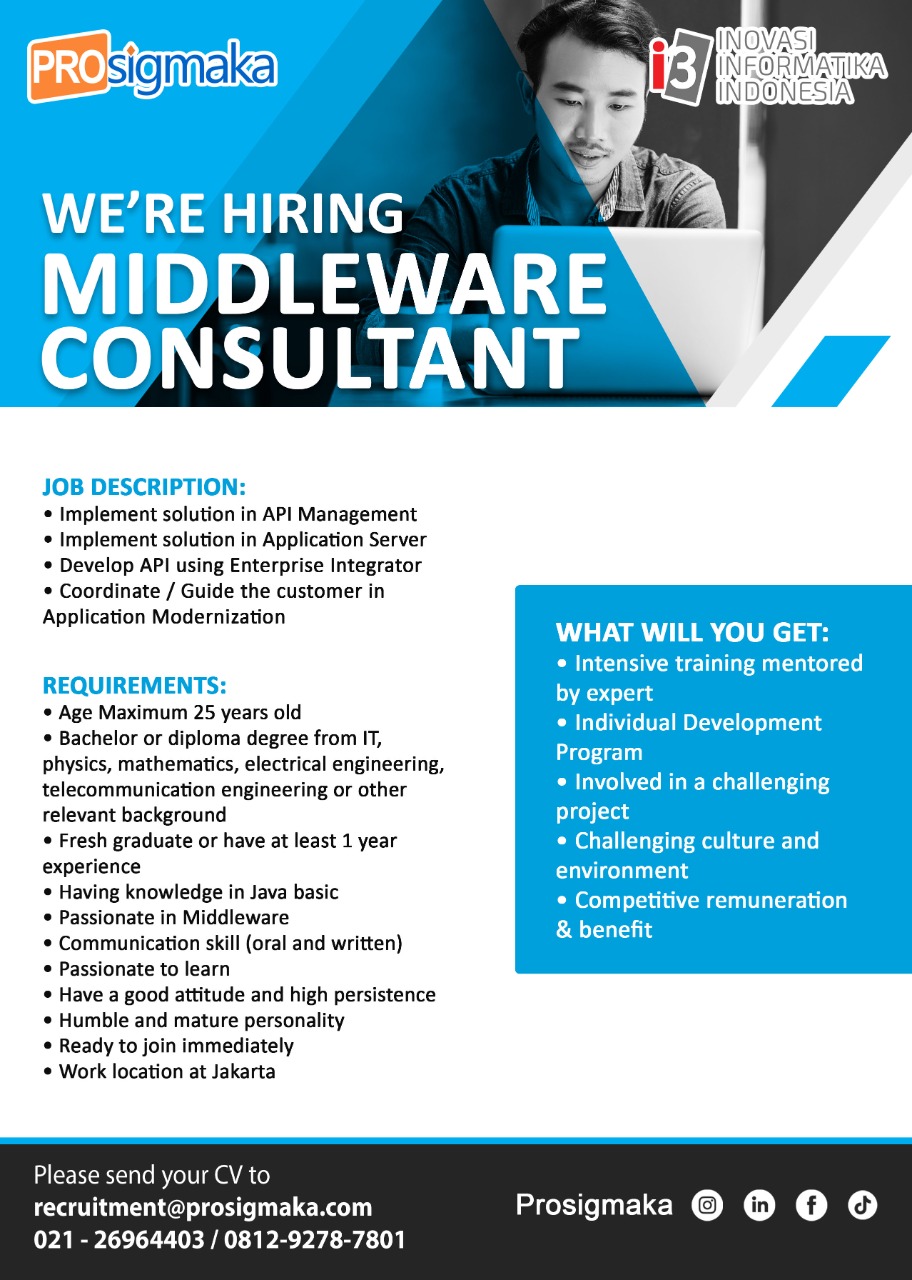 PROsigmaka
i3 INOVASI
INFORMATIKA
INDONESIA
WE'RE HIRING
MIDDLEWARE
CONSULTANT
JOB DESCRIPTION:
• Implement solution in API Management
• Implement solution in Application Server
• Develop API using Enterprise Integrator
• Coordinate / Guide the customer in
Application Modernization
REQUIREMENTS:
• Age Maximum 25 years old
• Bachelor or diploma degree from IT,
physics, mathematics, electrical engineering,
telecommunication engineering or other
relevant background
• Fresh graduate or have at least 1 year
experience
• Having knowledge in Java basic
• Passionate in Middleware
• Communication skill (oral and written)
• Passionate to learn
• Have a good attitude and high persistence
• Humble and mature personality
• Ready to join immediately
• Work location at Jakarta
WHAT WILL YOU GET:
• Intensive training mentored
by expert
• Individual Development
Program
• Involved in a challenging
project
• Challenging culture and
environment
• Competitive remuneration
& benefit
Please send your CV to
recruitment@prosigmaka.com
021 - 26964403 / 0812-9278-7801
Prosigmaka